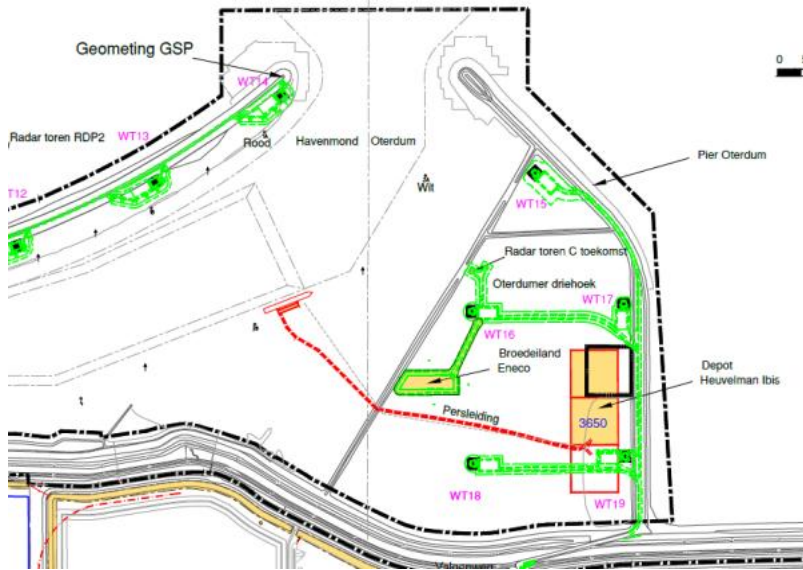 Geometing GSP
0
WT14
Radar toren RDP2
WT13
Rood
Havenmond Oterdum
Pier Oterdum
WT12
Wit
WT15
Radar toren C toekomst
Oterdumer driehoek
WT17
WT16
Broedeiland
Eneco
Depot
Heuvelman Ibis
Persleiding
3650
WT18
WT19